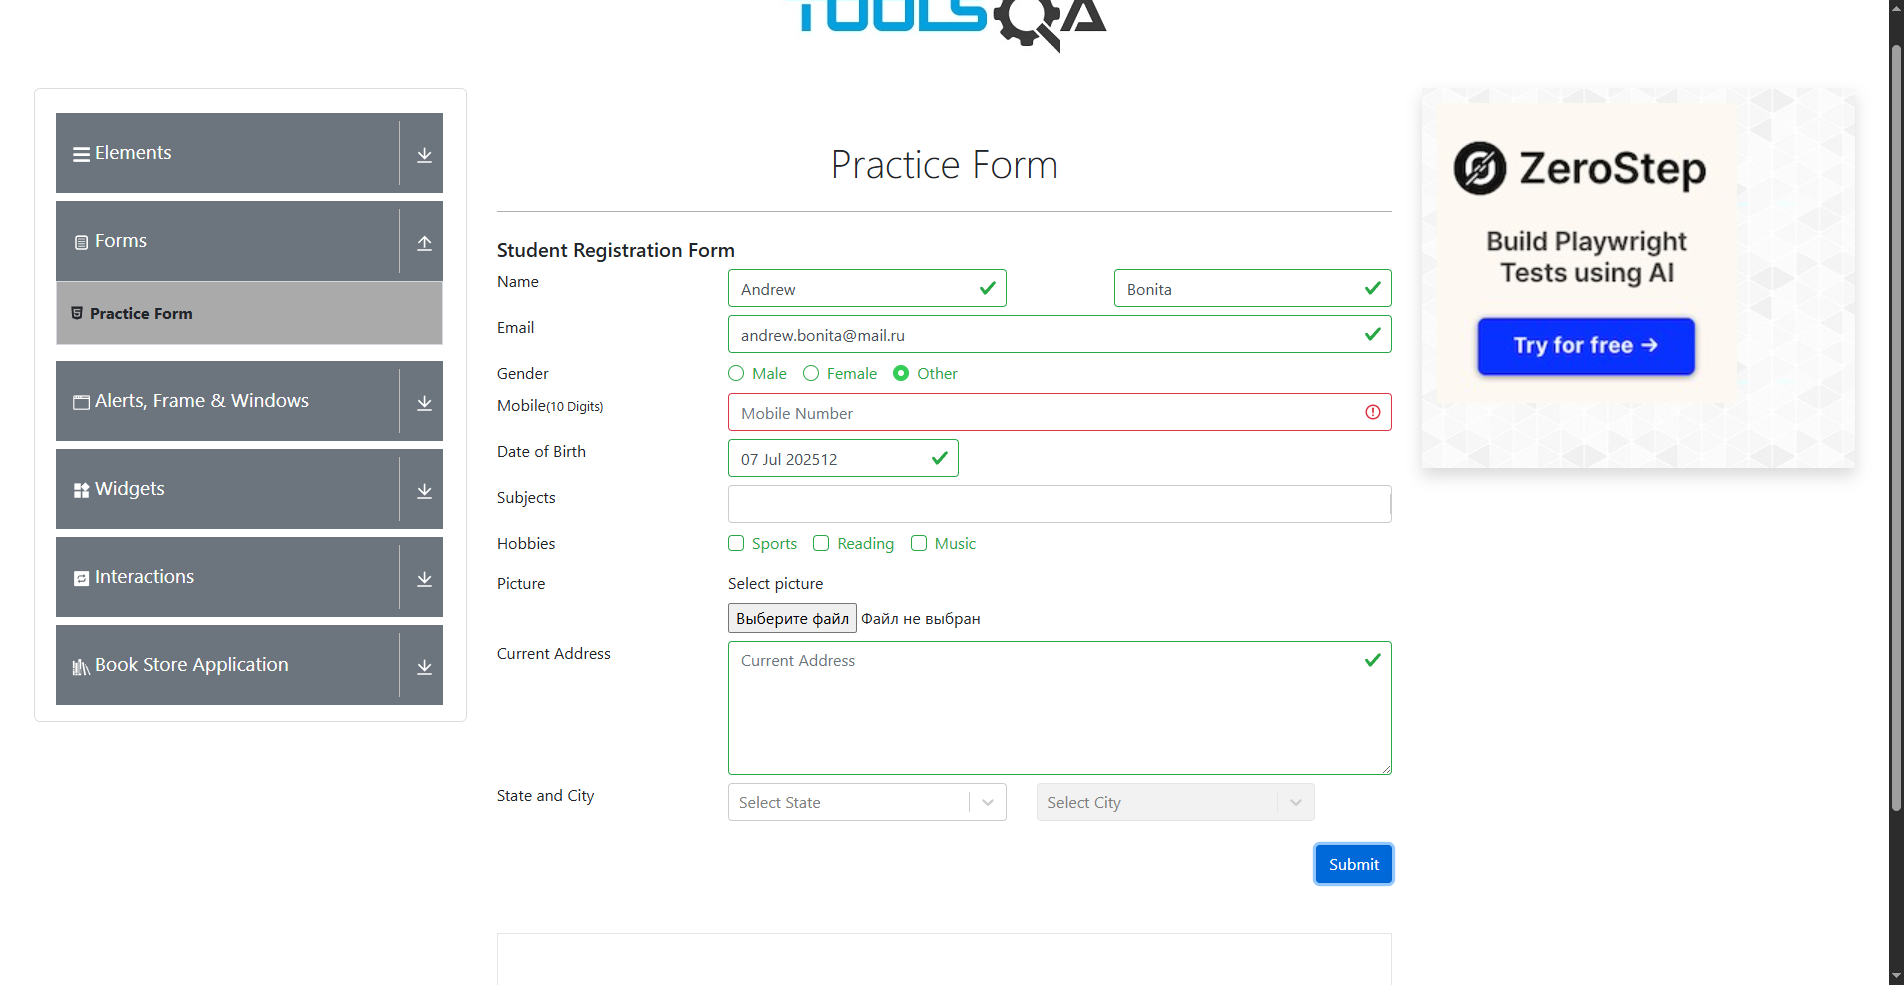 TOOLSQA
Elements
Forms
Practice Form
Alerts, Frame & Windows
Widgets
Interactions
Book Store Application
Practice Form
Student Registration Form
Name Andrew Bonita
Email andrew.bonita@mail.ru
Gender Male Female Other
Mobile(10 Digits) Mobile Number
Date of Birth 07 Jul 202512
Subjects
Hobbies Sports Reading Music
Picture Select picture
Выберите файл Файл не выбран
Current Address Current Address
State and City Select State Select City
Submit
ZeroStep
Build Playwright
Tests using AI
Try for free →